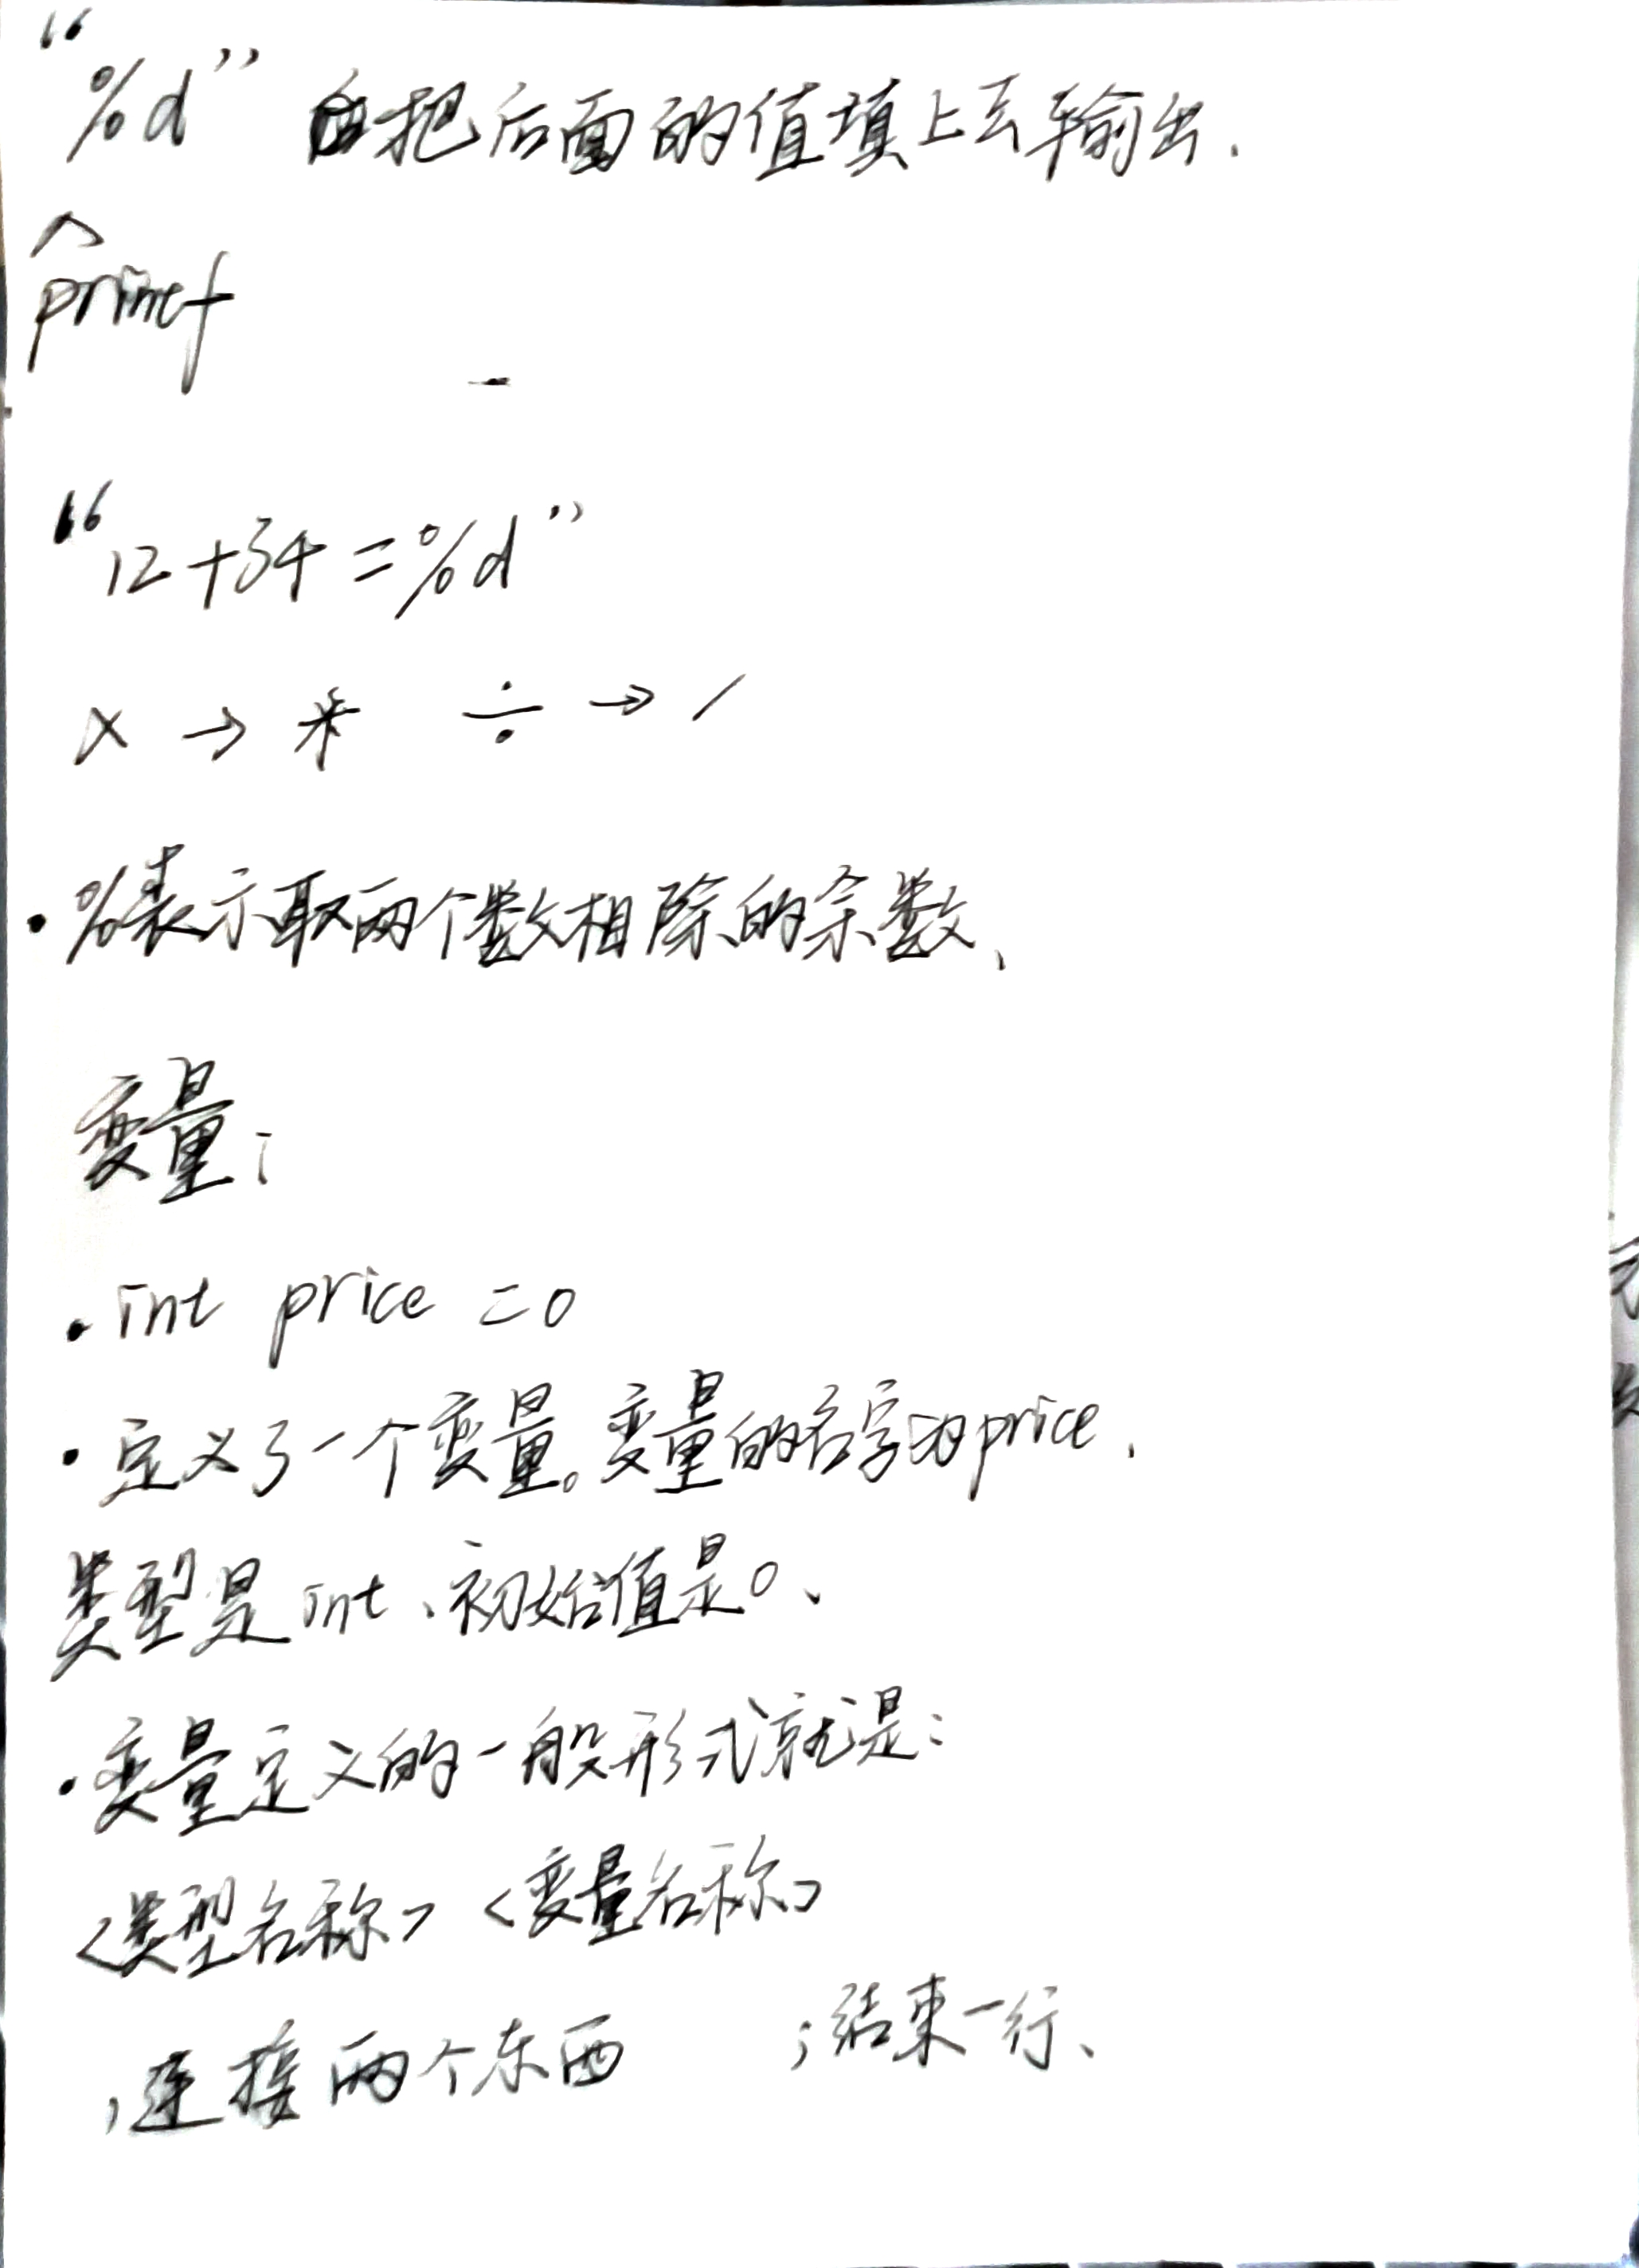 “%d” 把后面的值填上去输出.
printf
“12+34=%d”
× → * ÷ → /
·%表示取两个数相除的余数、
变量:
·int price =0
·定义了一个变量。变量的名字为price.
类型是int、初始值是0、
·变量定义的一般形式就是:
<类型名称> <变量名称>
,连接两个东西 ;结束一行、